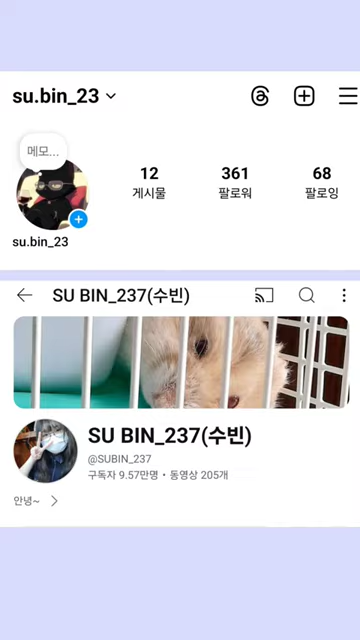 su.bin_23
메모...
12 361 68
게시물 팔로워 팔로잉
su.bin_23
SU BIN_237(수빈)
SU BIN_237(수빈)
@SUBIN_237
구독자 9.57만명 • 동영상 205개
안녕~